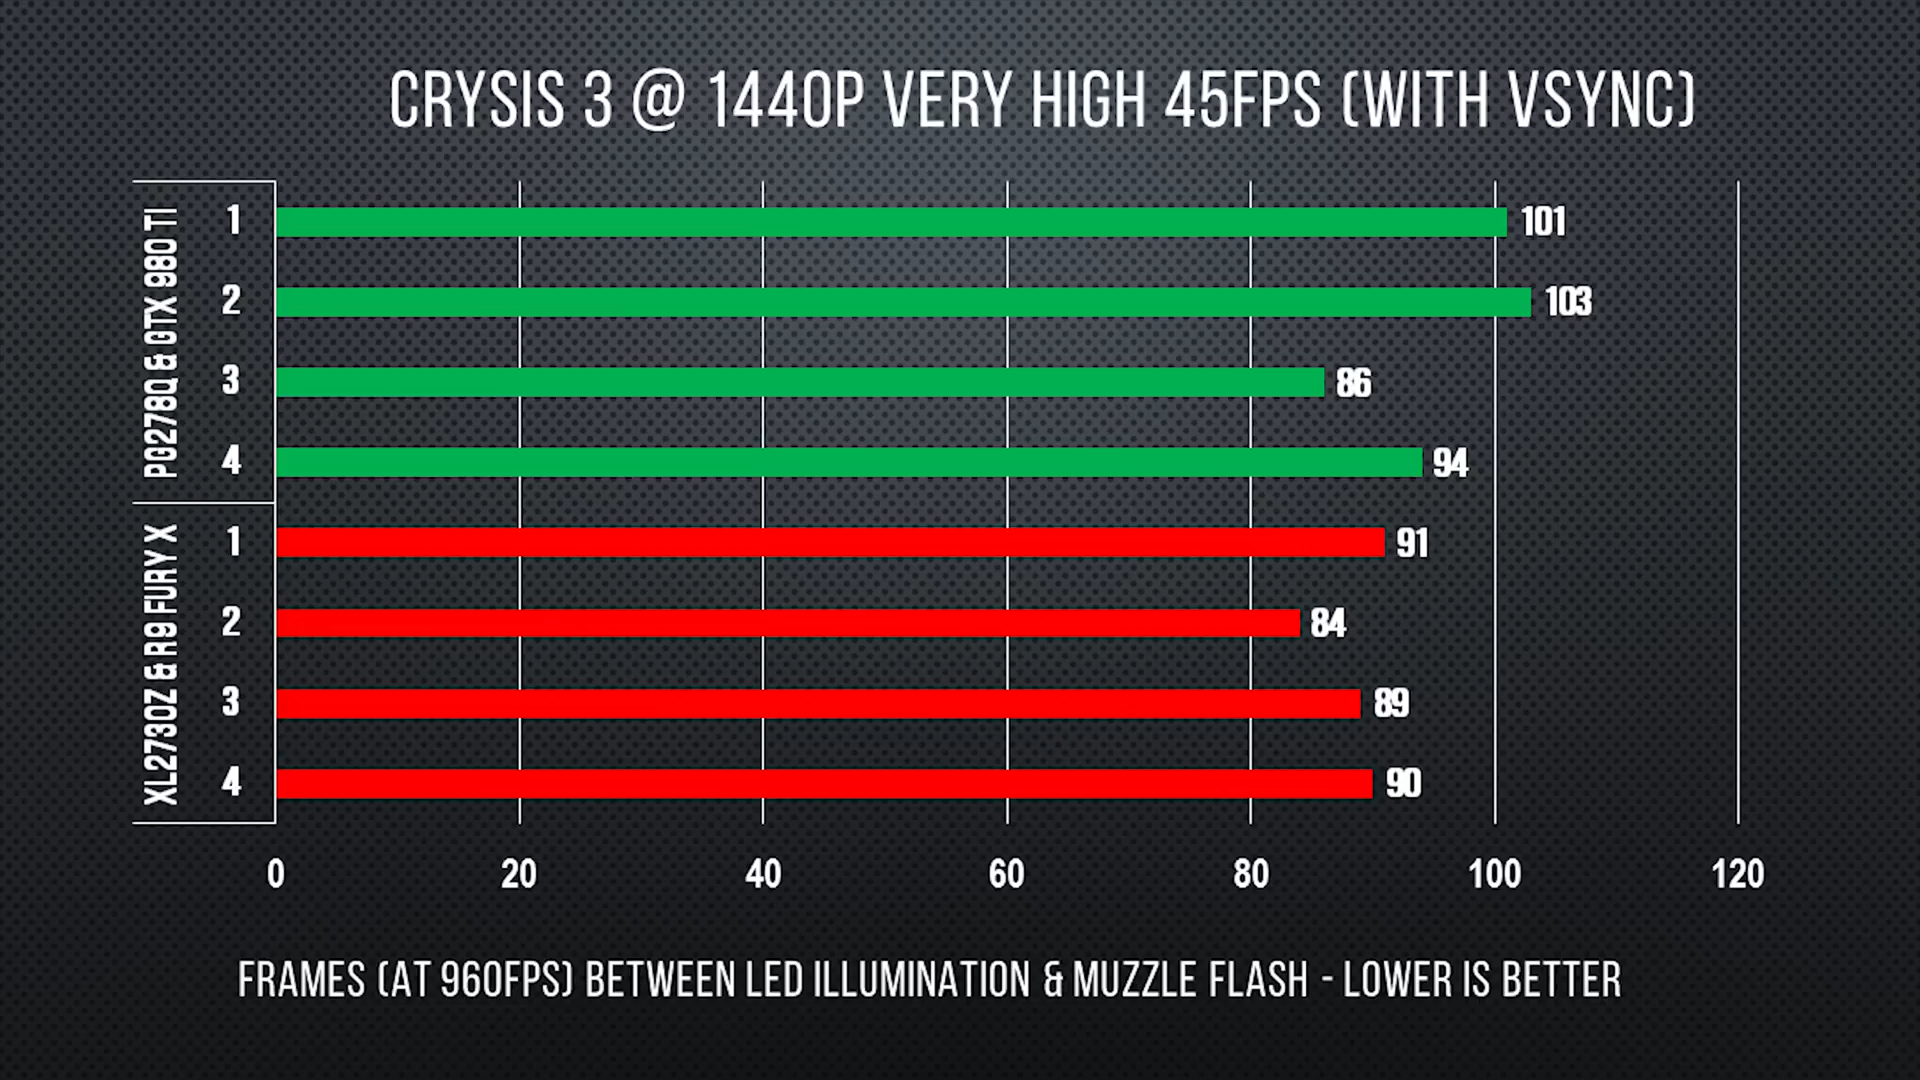 CRYSIS 3 @ 1440P VERY HIGH 45FPS (WITH VSYNC)
PG278Q & GTX 980 TI
1 101
2 103
3 86
4 94
XL2730Z & R9 FURY X
1 91
2 84
3 89
4 90
0 20 40 60 80 100 120
FRAMES (AT 960FPS) BETWEEN LED ILLUMINATION & MUZZLE FLASH - LOWER IS BETTER